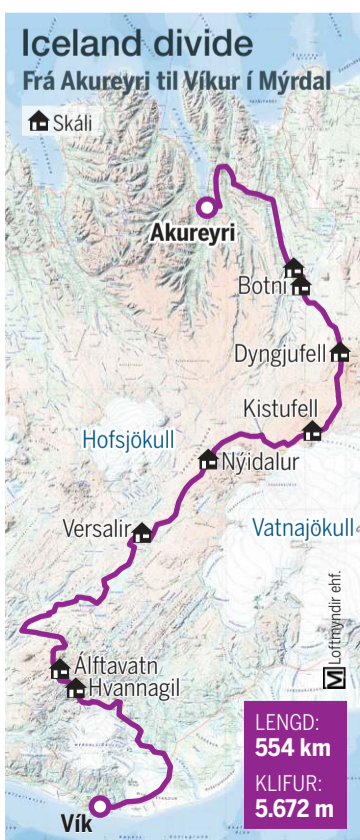 Iceland divide
Frá Akureyri til Víkur í Mýrdal
Skáli
Akureyri
Botni
Dyngjufell
Kistufell
Hofsjökull
Nýidalur
Versalir
Vatnajökull
Loftmyndir ehf.
Álftavatn
Hvannagil
LENGD:
554 km
KLIFUR:
5.672 m
Vík